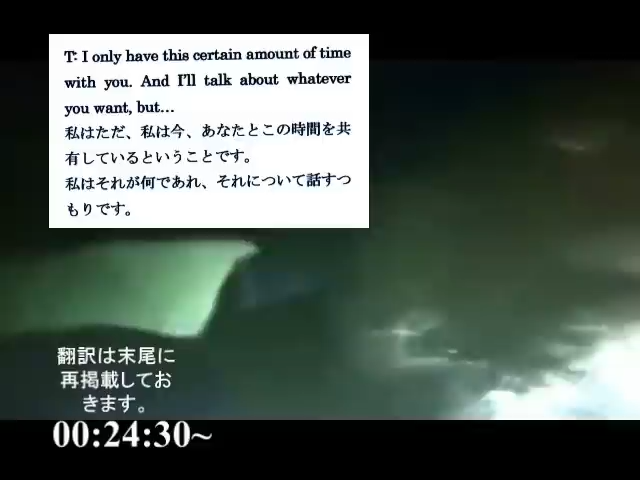 T: I only have this certain amount of time
with you. And I'll talk about whatever
you want, but...
私はただ、私は今、あなたとこの時間を共
有しているということです。
私はそれが何であれ、それについて話すつ
もりです。
翻訳は末尾に
再掲載してお
きます。
00:24:30~